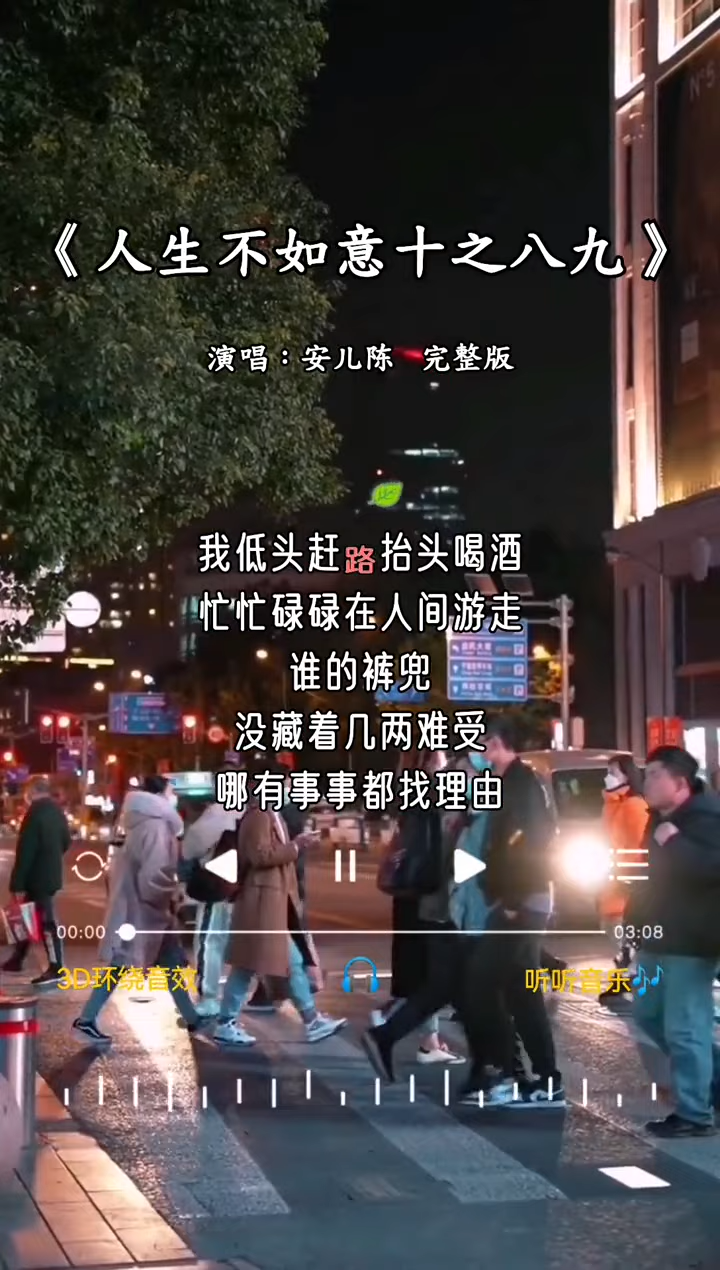 《人生不如意十之八九》
演唱：安儿陈 完整版
我低头赶路抬头喝酒
忙忙碌碌在人间游走
谁的裤兜
没藏着几两难受
哪有事事都找理由
00:00 03:08
3D环绕音效 听听音乐